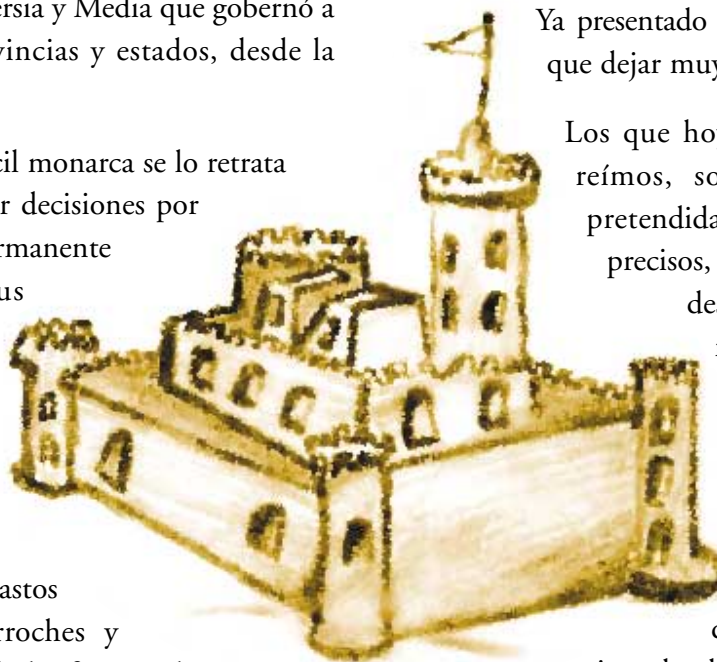 Persia y Media que gobernó a
vincias y estados, desde la
cil monarca se lo retrata
r decisiones por
rmanente
us
astos
rroches y
Ya presentado
que dejar muy
Los que ho
reímos, so
pretendida
precisos,
de